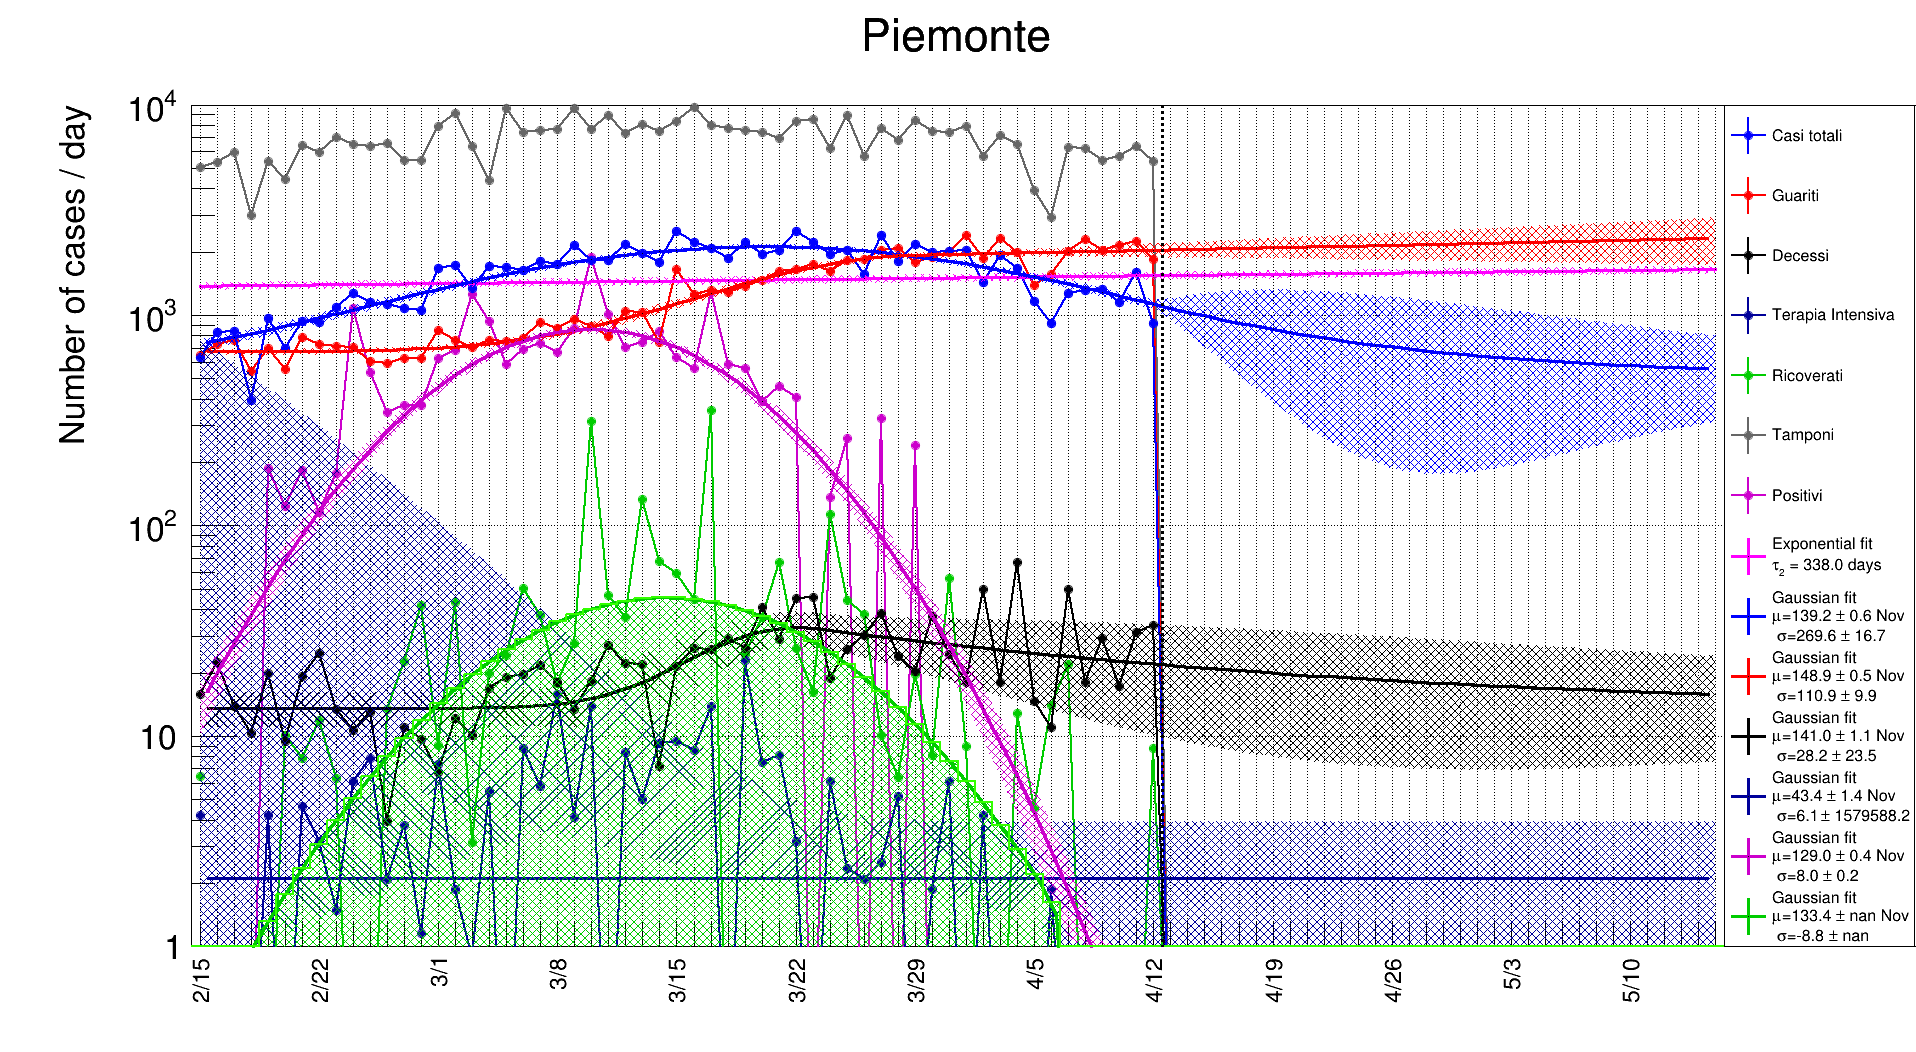 Piemonte
Number of cases / day
10^4
10^3
10^2
10
1
2/15
2/22
3/1
3/8
3/15
3/22
3/29
4/5
4/12
4/19
4/26
5/3
5/10
Casi totali
Guariti
Decessi
Terapia Intensiva
Ricoverati
Tamponi
Positivi
Exponential fit
τ₂ = 338.0 days
Gaussian fit
μ=139.2 ± 0.6 Nov
σ=269.6 ± 16.7
Gaussian fit
μ=148.9 ± 0.5 Nov
σ=110.9 ± 9.9
Gaussian fit
μ=141.0 ± 1.1 Nov
σ=28.2 ± 23.5
Gaussian fit
μ=43.4 ± 1.4 Nov
σ=6.1 ± 1579588.2
Gaussian fit
μ=129.0 ± 0.4 Nov
σ=8.0 ± 0.2
Gaussian fit
μ=133.4 ± nan Nov
σ=-8.8 ± nan